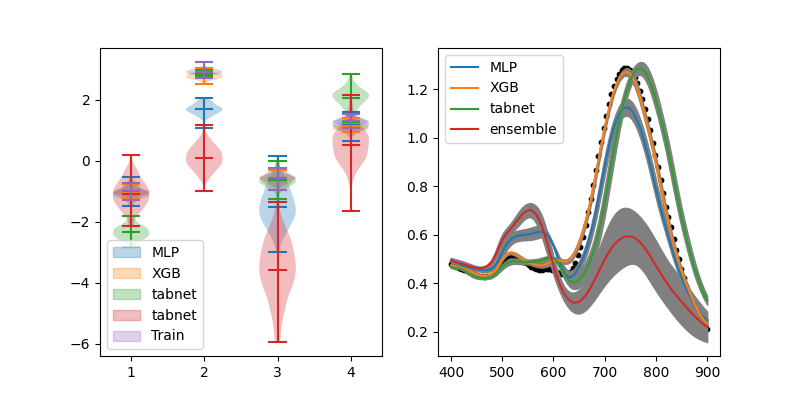 2
0
−2
−4
−6
1 2 3 4
MLP
XGB
tabnet
tabnet
Train
1.2
1.0
0.8
0.6
0.4
0.2
400 500 600 700 800 900
MLP
XGB
tabnet
ensemble